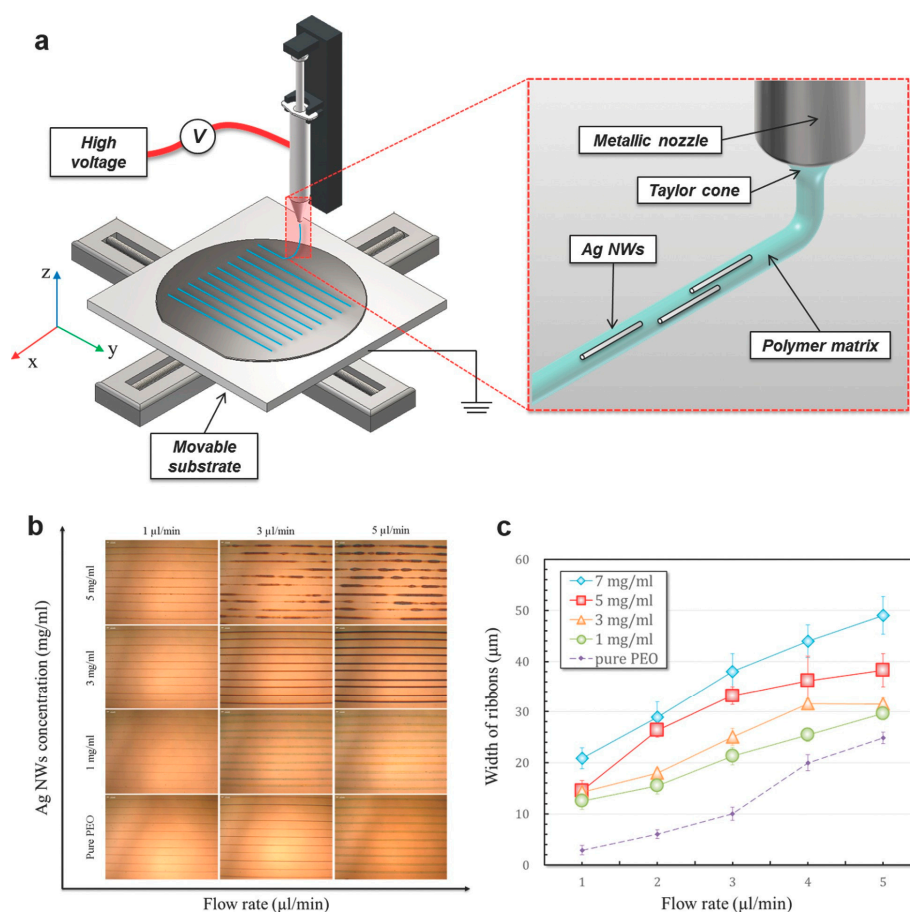 a
High
voltage
V
z
x
y
Movable
substrate
Metallic nozzle
Taylor cone
Ag NWs
Polymer matrix
b
1 µl/min
3 µl/min
5 µl/min
Ag NWs concentration (mg/ml)
5 mg/ml
3 mg/ml
1 mg/ml
Pure PEO
Flow rate (µl/min)
c
Width of ribbons (µm)
60
50
40
30
20
10
0
7 mg/ml
5 mg/ml
3 mg/ml
1 mg/ml
pure PEO
1 2 3 4 5
Flow rate (µl/min)